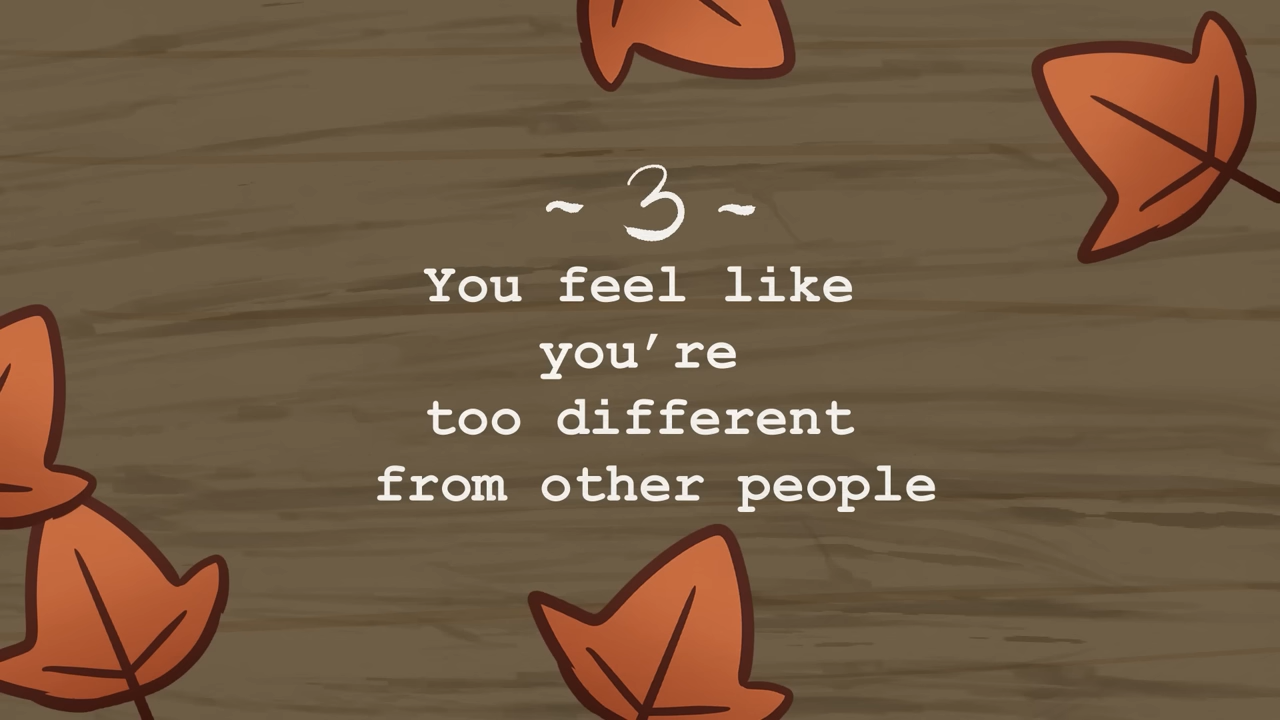 ~ 3 ~
You feel like
you're
too different
from other people